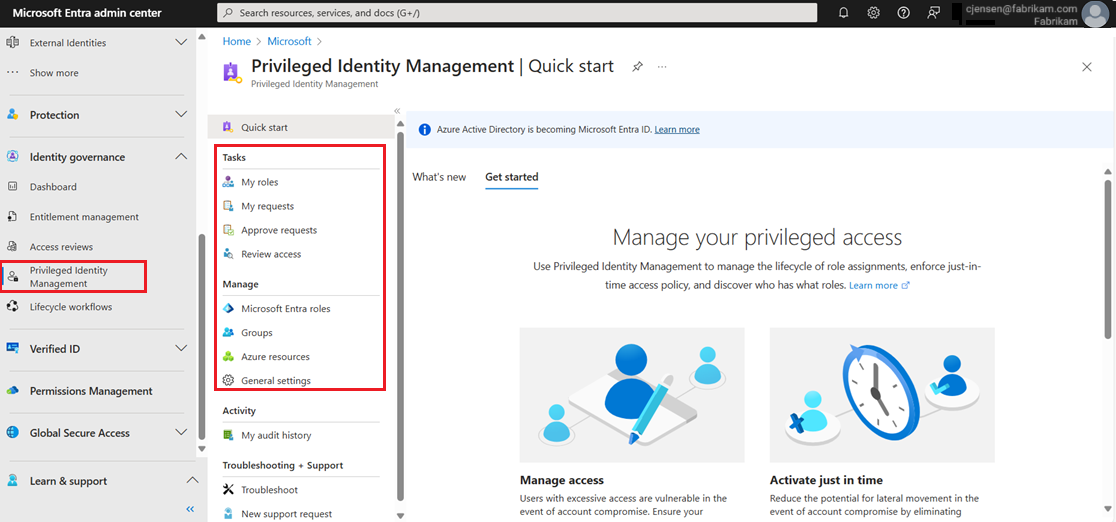 Microsoft Entra admin center
Search resources, services, and docs (G+/)
cjensen@fabrikam.com
Fabrikam
External Identities
Show more
Protection
Identity governance
Dashboard
Entitlement management
Access reviews
Privileged Identity
Management
Lifecycle workflows
Verified ID
Permissions Management
Global Secure Access
Learn & support
Home > Microsoft >
Privileged Identity Management | Quick start
Privileged Identity Management
Quick start
Tasks
My roles
My requests
Approve requests
Review access
Manage
Microsoft Entra roles
Groups
Azure resources
General settings
Activity
My audit history
Troubleshooting + Support
Troubleshoot
New support request
Azure Active Directory is becoming Microsoft Entra ID. Learn more
What's new Get started
Manage your privileged access
Use Privileged Identity Management to manage the lifecycle of role assignments, enforce just-in-
time access policy, and discover who has what roles. Learn more
Manage access
Users with excessive access are vulnerable in the
event of account compromise. Ensure your
Activate just in time
Reduce the potential for lateral movement in the
event of account compromise by eliminating